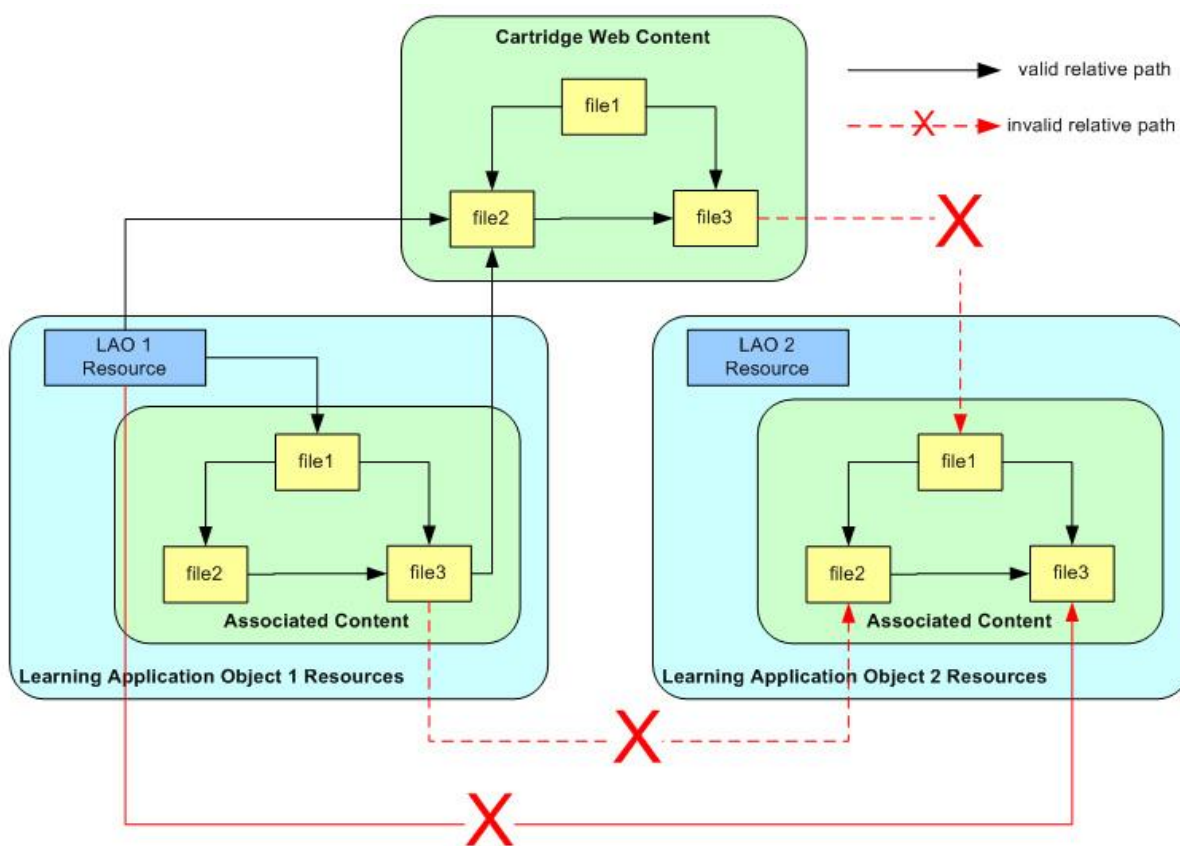 Cartridge Web Content
file1
file2
file3
valid relative path
X
invalid relative path
X
LAO 1
Resource
file1
file2
file3
Associated Content
Learning Application Object 1 Resources
LAO 2
Resource
file1
file2
file3
Associated Content
Learning Application Object 2 Resources
X
X